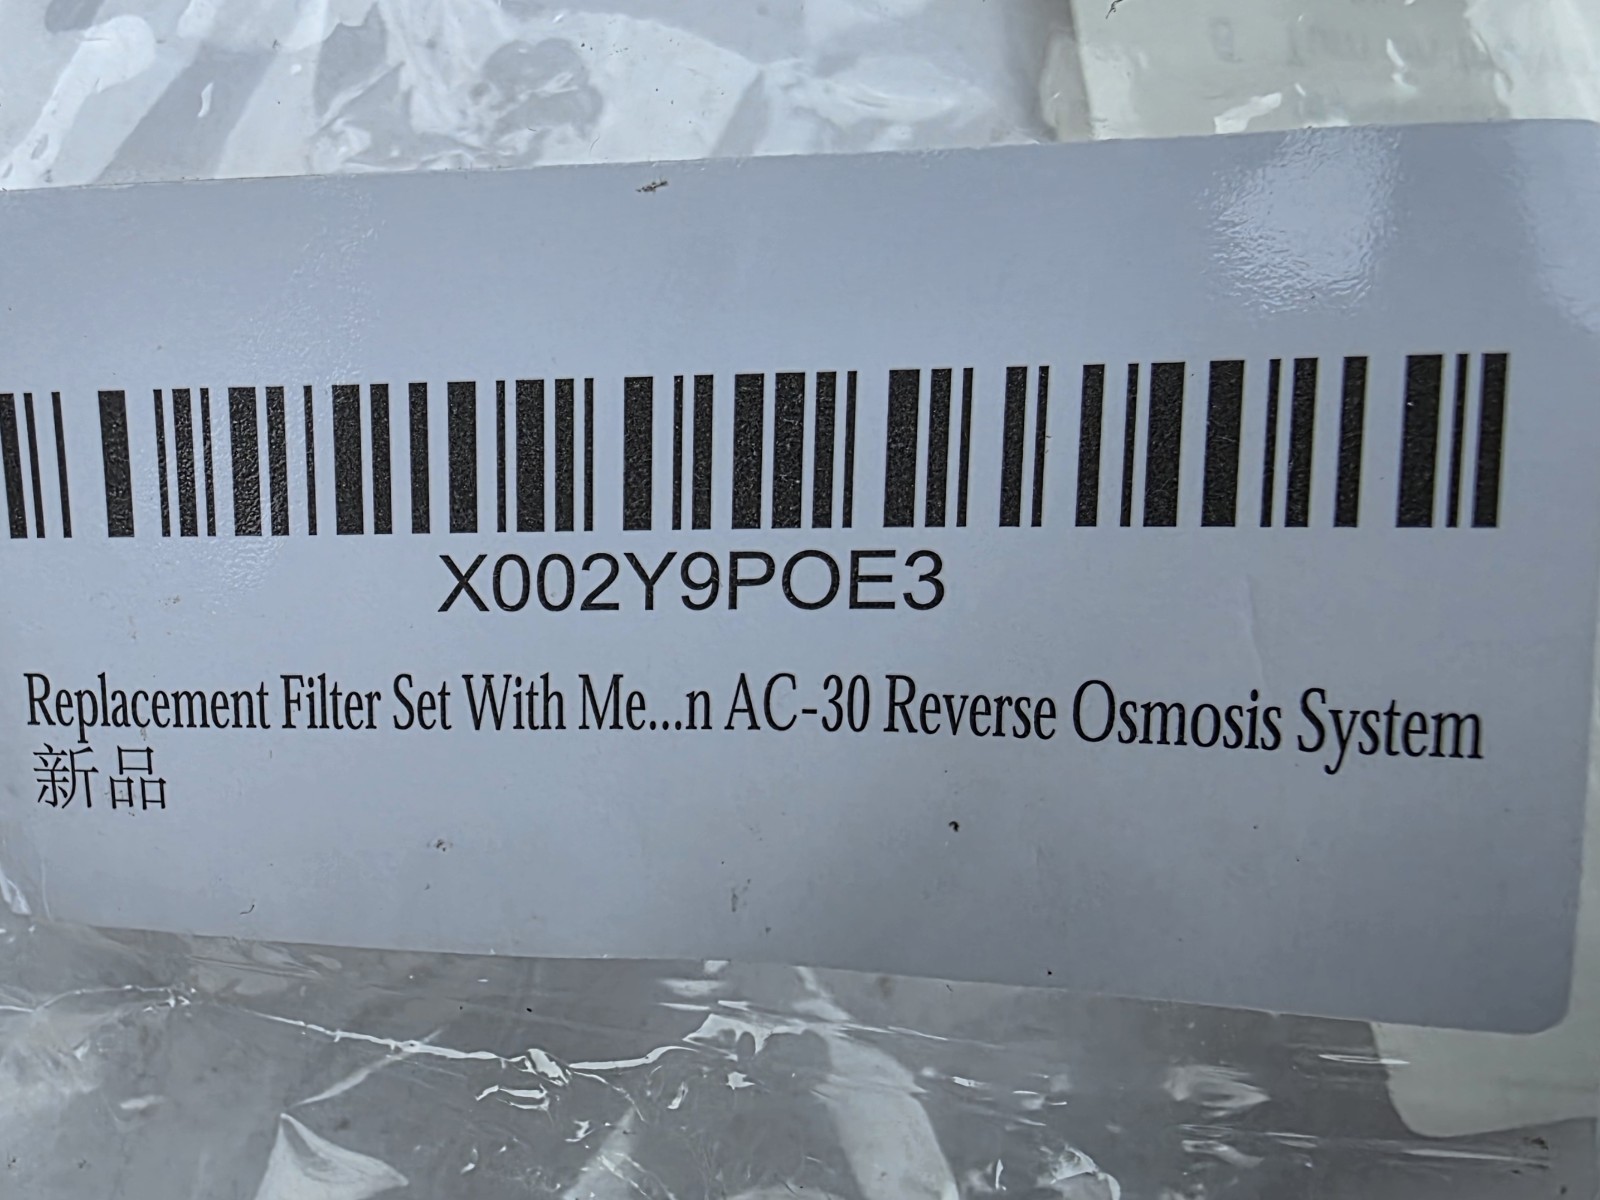 X002Y9POE3
Replacement Filter Set With Me...n AC-30 Reverse Osmosis System
新品